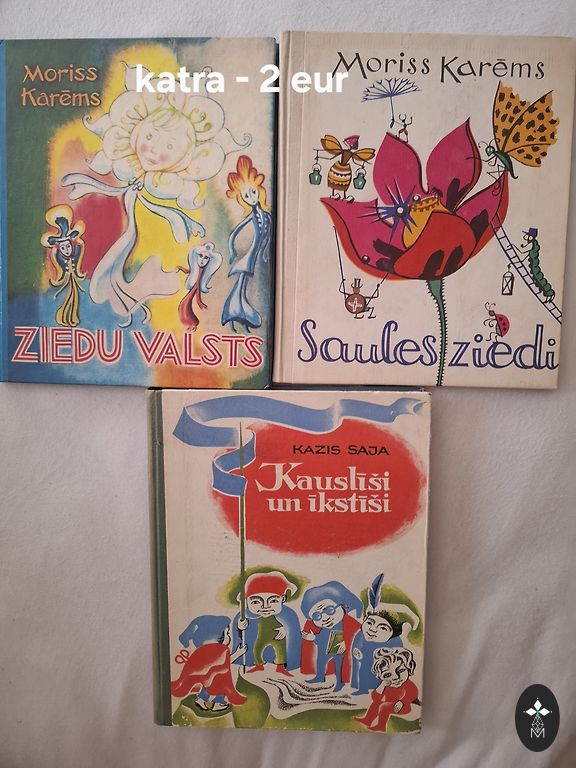 Moriss
Karēms
katra - 2 eur
ZIEDU VALSTS
Moriss Karēms
Saules ziedi
KAZIS SAJA
Kauslīši
un īkstīši
M